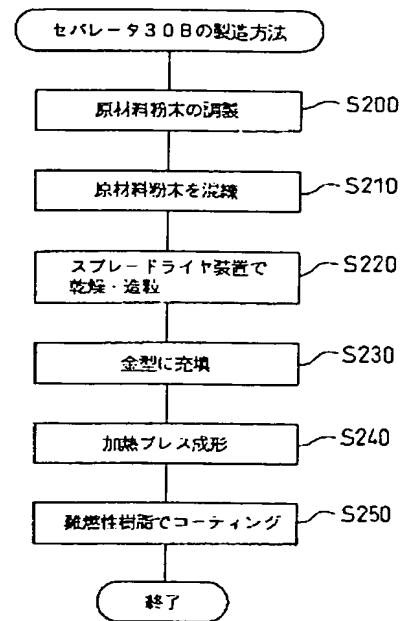 セパレータ30Bの製造方法
原材料粉末の調製
S200
原材料粉末を混練
S210
スプレードライヤ装置で
乾燥・造粒
S220
金型に充填
S230
加熱プレス成形
S240
難燃性樹脂でコーティング
S250
終了